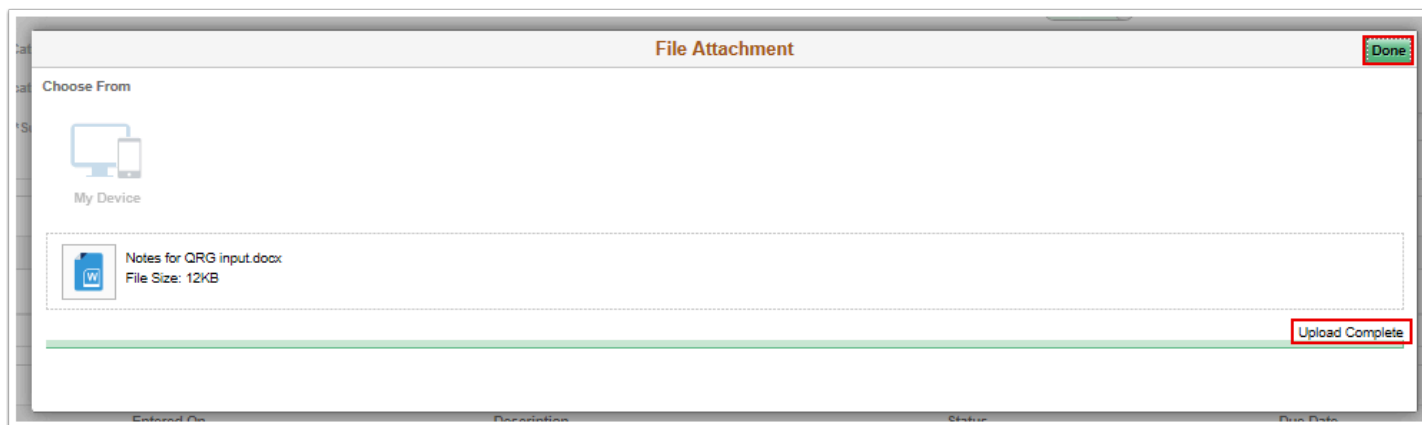 File Attachment
Done
Choose From
My Device
Notes for QRG input.docx
File Size: 12KB
Upload Complete
Entered On Description Status Due Date